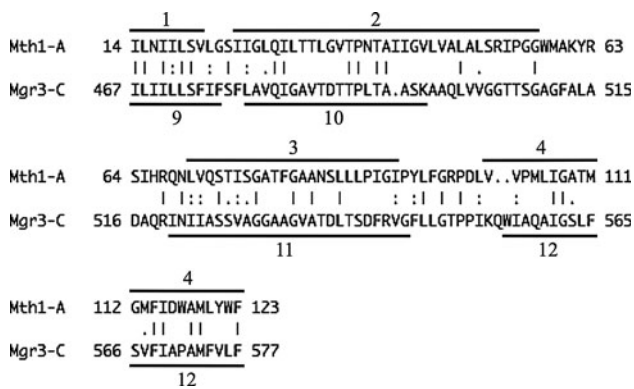 1 2
Mth1-A 14 ILNIILSVLGSIIGLQILTTLGVTPNTAIIGVLVALALSRIPGGWMAKYR 63
|| |:||  : | : .||       || |       | .      |
Mgr3-C 467 ILIILLSFIFSFLAVQIGAVTDTTPLTA.ASKAAQLVVGGTTSGAGFALA 515
9 10
3 4
Mth1-A 64 SIHRQNLVQSTISGATFGAANSLLLPIGIPYLFGRPDLV..VPMLIGATM 111
| |:: |.:.|   | |  |     : :| | | :   :  ||.
Mgr3-C 516 DAQRINIIASSVAGGAAGVATDLTSDFRVGFLLGTPPIKQWIAQAIGSLF 565
11 12
4
Mth1-A 112 GMFIDWAMLYWF 123
.||  ||   |
Mgr3-C 566 SVFIAPAMFVLF 577
12